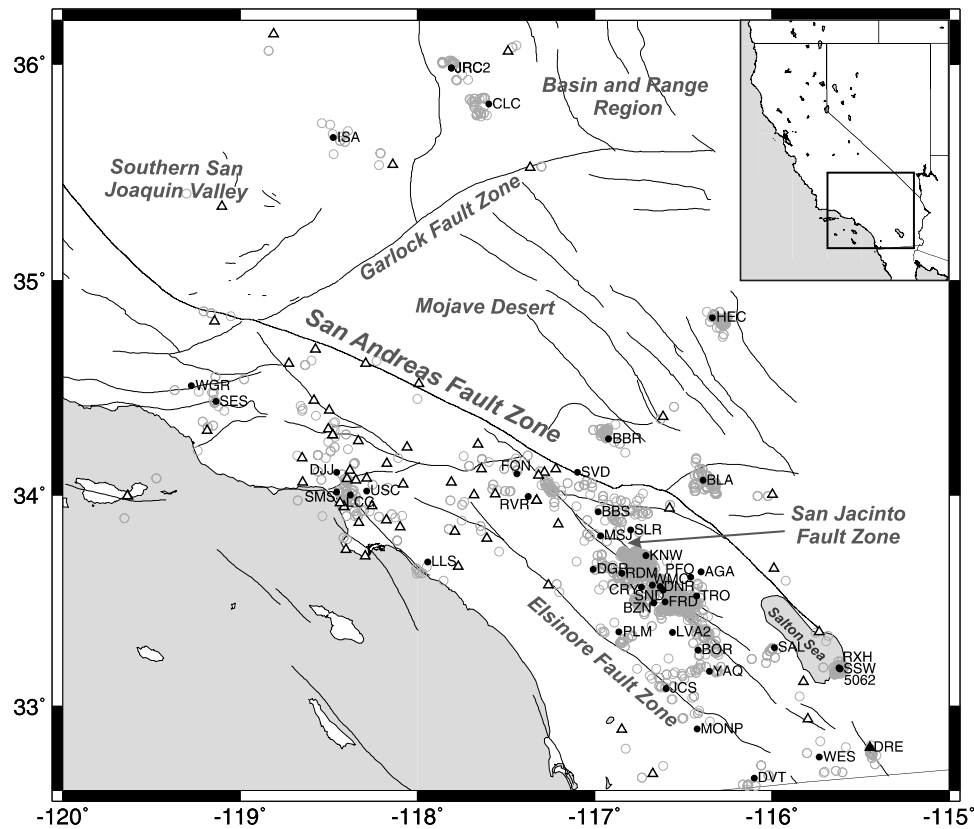 36°
JRC2
CLC
Basin and Range
Region
ISA
Southern San
Joaquin Valley
Garlock Fault Zone
35°
Mojave Desert
HEC
San Andreas Fault Zone
WGR
SES
BBR
DJJ
FON
SVD
BLA
SMS
LCG
USC
34°
RVR
BBS
San Jacinto
Fault Zone
MSJ
SLR
KNW
LLS
DGR
RDM
WMC
PFO
AGA
CRY
SND
DNR
TRO
BZN
FRD
Elsinore Fault Zone
PLM
LVA2
Salton Sea
BOR
SAL
RXH
SSW
5062
YAQ
JCS
33°
MONP
DRE
WES
DVT
-120°
-119°
-118°
-117°
-116°
-115°